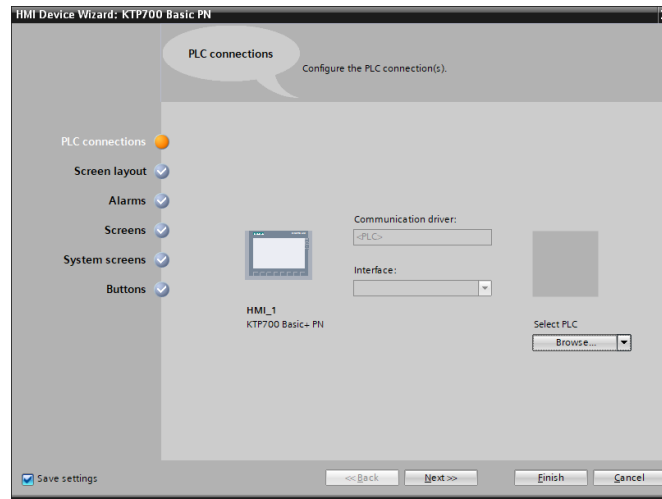 HMI Device Wizard: KTP700 Basic PN
PLC connections
Configure the PLC connection(s).
PLC connections
Screen layout
Alarms
Screens
System screens
Buttons
Communication driver:
<PLC>
Interface:
HMI_1
KTP700 Basic+ PN
Select PLC
Browse...
Save settings
<<Back
Next>>
Finish
Cancel